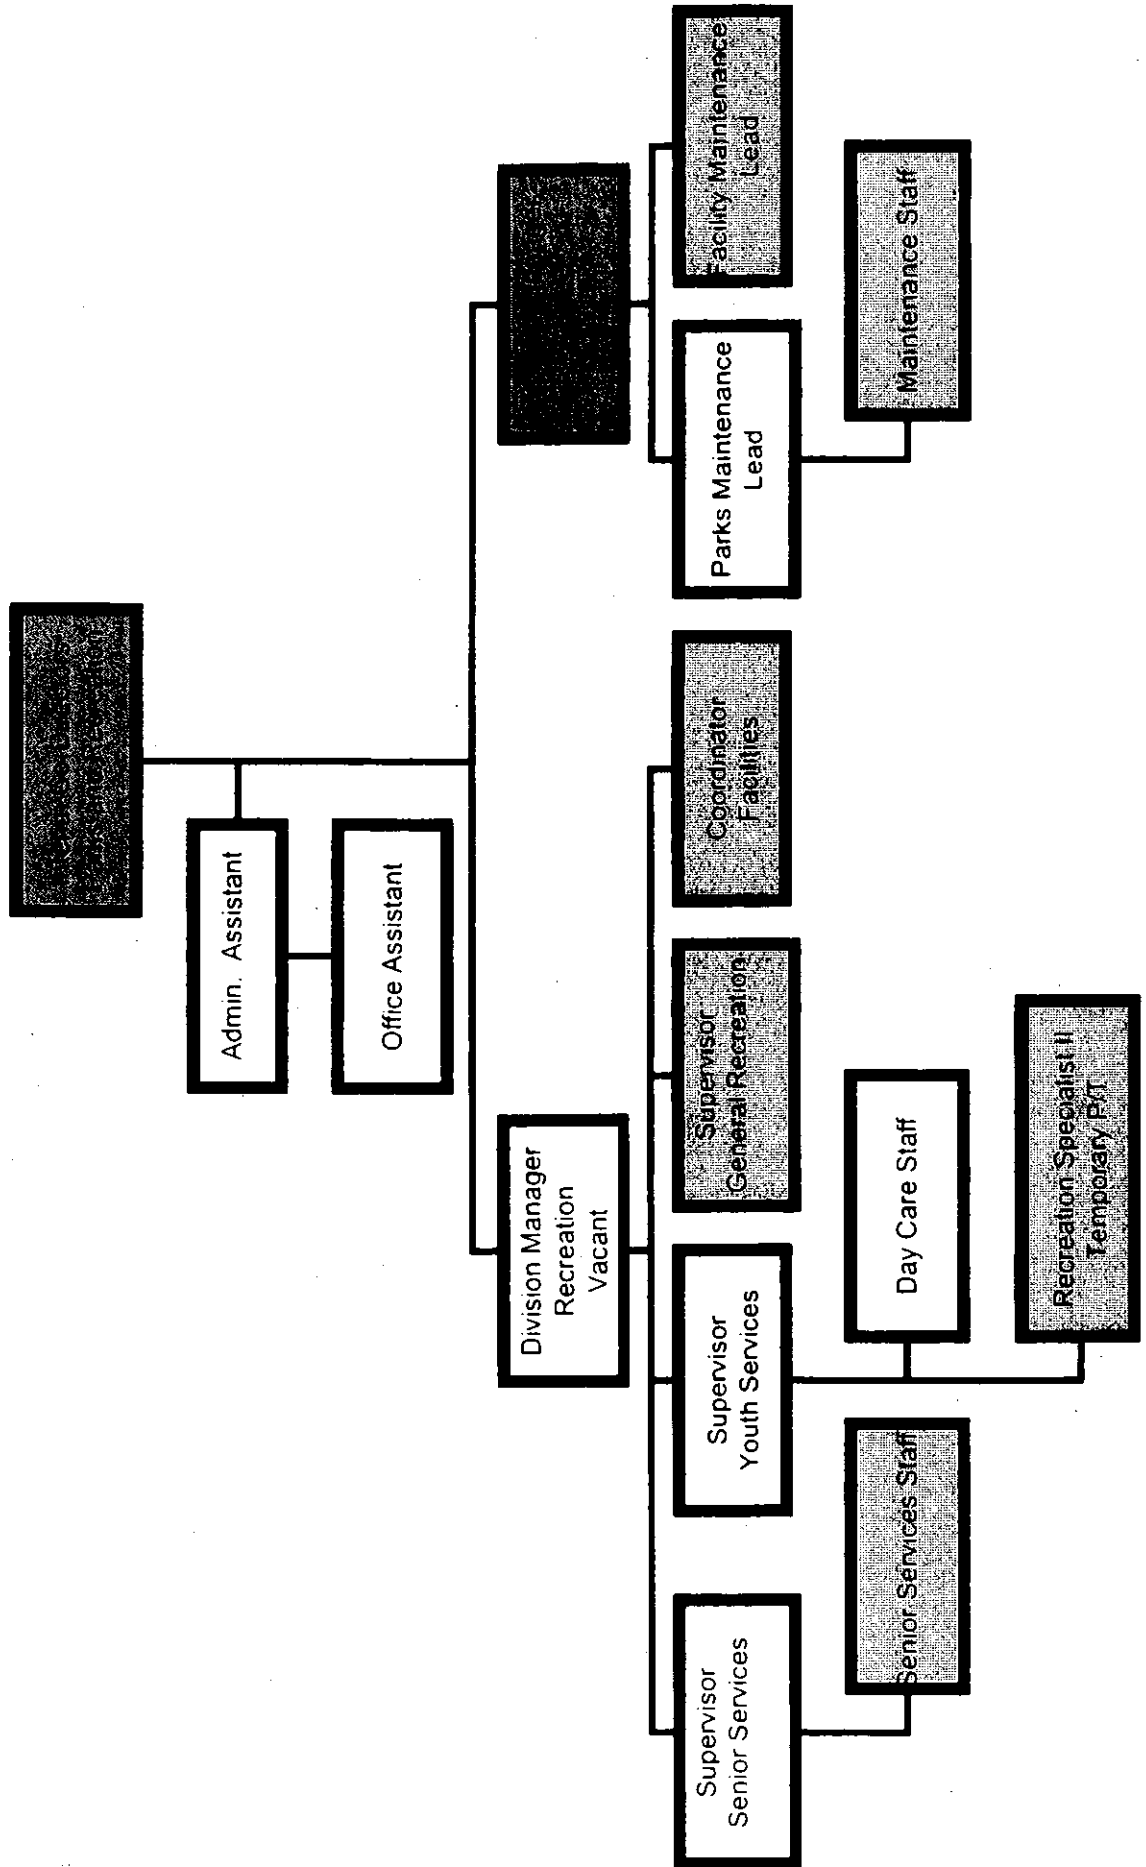 Admin. Assistant
Office Assistant
Division Manager
Recreation
Vacant
Supervisor
Senior Services
Supervisor
Youth Services
Supervisor
General Recreation
Coordinator
Facilities
Parks Maintenance
Lead
Facility Maintenance
Lead
Senior Services Staff
Day Care Staff
Maintenance Staff
Recreation Specialist II
Temporary P/T